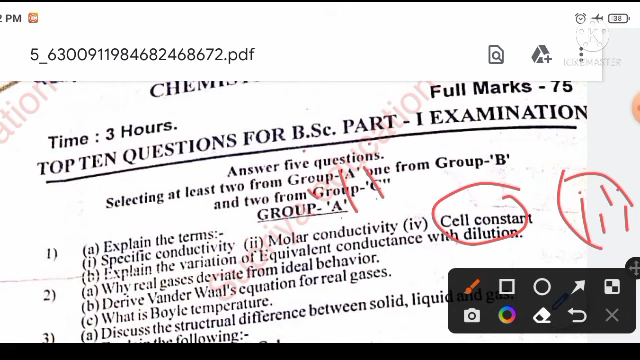 2 PM
38
5_6300911984682468672.pdf
KINEMASTER
Full Marks - 75
Time : 3 Hours.
TOP TEN QUESTIONS FOR B.Sc. PART - I EXAMINATION
Answer five questions.
Selecting at least two from Group-'A' one from Group-'B'
and two from Group-'C"
GROUP- 'A'
1) (a) Explain the terms:-
(i) Specific conductivity (ii) Molar conductivity (iv) Cell constant
(b) Explain the variation of Equivalent conductance with dilution.
2) (a) Why real gases deviate from ideal behavior.
(b) Derive Vander Waal's equation for real gases.
(c) What is Boyle temperature.
3) (a) Discuss the structrual difference between solid, liquid and gas.